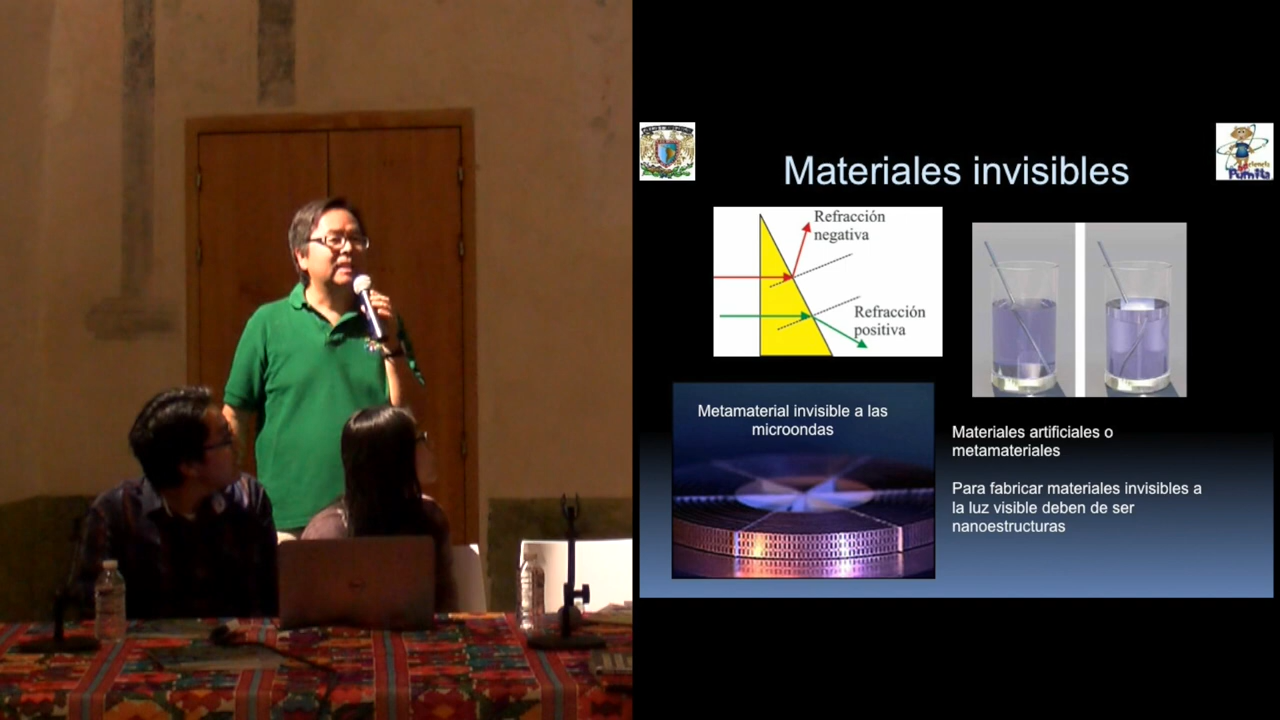 Materiales invisibles
Refracción
negativa
Refracción
positiva
Metamaterial invisible a las
microondas
Materiales artificiales o
metamateriales
Para fabricar materiales invisibles a
la luz visible deben de ser
nanoestructuras
Pumita